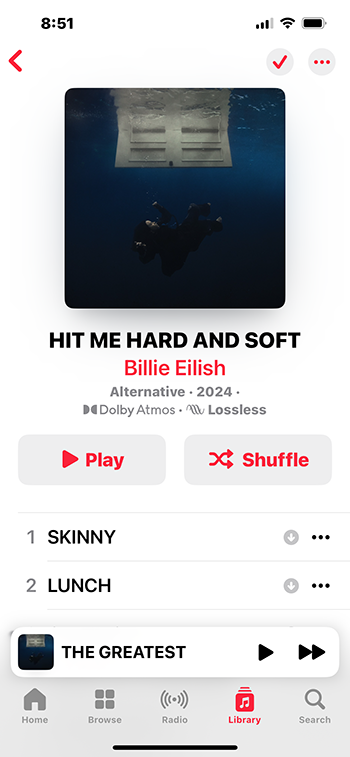 8:51
HIT ME HARD AND SOFT
Billie Eilish
Alternative · 2024 ·
Dolby Atmos · Lossless
Play Shuffle
1 SKINNY
2 LUNCH
THE GREATEST
Home Browse Radio Library Search